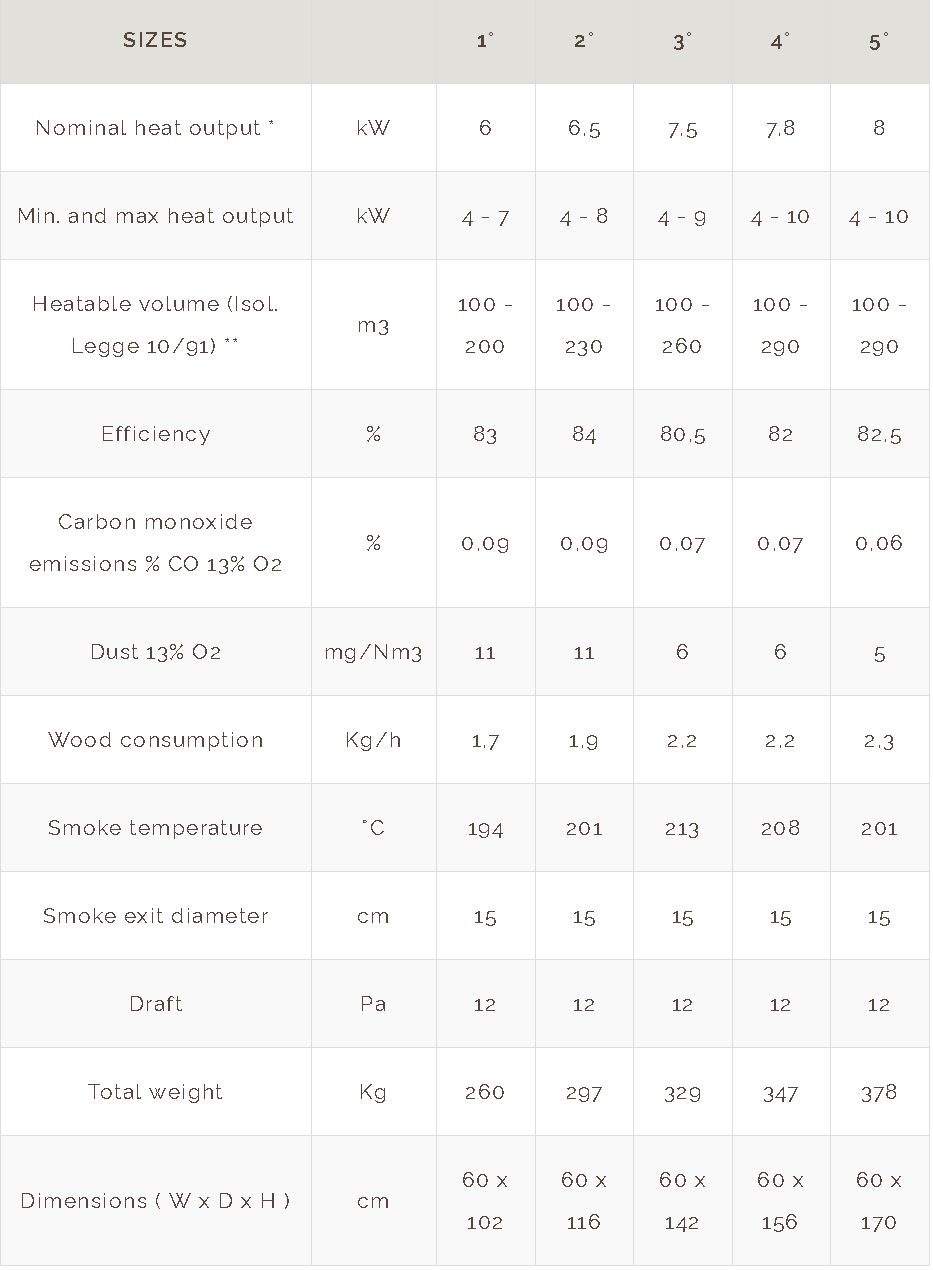 SIZES 1° 2° 3° 4° 5°
Nominal heat output * kW 6 6,5 7,5 7,8 8
Min. and max heat output kW 4 - 7 4 - 8 4 - 9 4 - 10 4 - 10
Heatable volume (Isol. Legge 10/91) ** m3 100 - 200 100 - 230 100 - 260 100 - 290 100 - 290
Efficiency % 83 84 80,5 82 82,5
Carbon monoxide emissions % CO 13% O2 % 0,09 0,09 0,07 0,07 0,06
Dust 13% O2 mg/Nm3 11 11 6 6 5
Wood consumption Kg/h 1,7 1,9 2,2 2,2 2,3
Smoke temperature °C 194 201 213 208 201
Smoke exit diameter cm 15 15 15 15 15
Draft Pa 12 12 12 12 12
Total weight Kg 260 297 329 347 378
Dimensions ( W x D x H ) cm 60 x 102 60 x 116 60 x 142 60 x 156 60 x 170